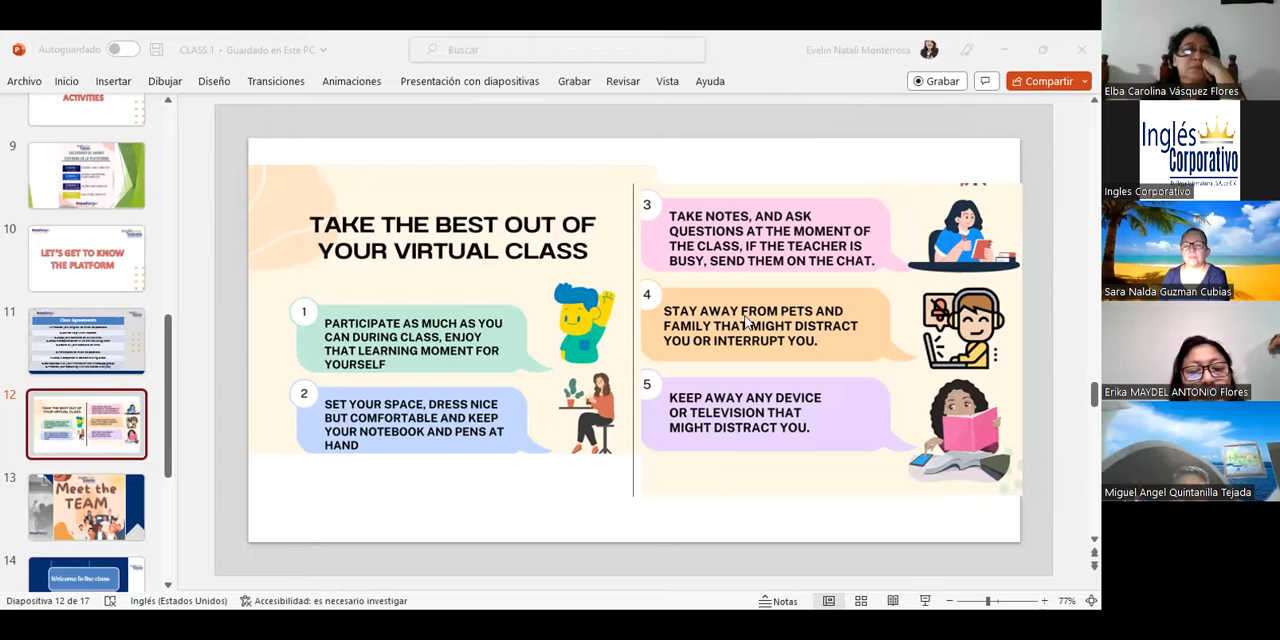 Autoguardado
CLASS 1 • Guardado en Este PC
Buscar
Evelin Natali Monterroza
Archivo Inicio Insertar Dibujar Diseño Transiciones Animaciones Presentación con diapositivas Grabar Revisar Vista Ayuda
Grabar
Compartir
ACTIVITIES
9
10
LET'S GET TO KNOW
THE PLATFORM
11
Class Agreements
12
TAKE THE BEST OUT OF
YOUR VIRTUAL CLASS
13
Meet the
TEAM
14
Welcome to the class
TAKE THE BEST OUT OF
YOUR VIRTUAL CLASS
1
PARTICIPATE AS MUCH AS YOU
CAN DURING CLASS, ENJOY
THAT LEARNING MOMENT FOR
YOURSELF
2
SET YOUR SPACE, DRESS NICE
BUT COMFORTABLE AND KEEP
YOUR NOTEBOOK AND PENS AT
HAND
3
TAKE NOTES, AND ASK
QUESTIONS AT THE MOMENT OF
THE CLASS, IF THE TEACHER IS
BUSY, SEND THEM ON THE CHAT.
4
STAY AWAY FROM PETS AND
FAMILY THAT MIGHT DISTRACT
YOU OR INTERRUPT YOU.
5
KEEP AWAY ANY DEVICE
OR TELEVISION THAT
MIGHT DISTRACT YOU.
Diapositiva 12 de 17
Inglés (Estados Unidos)
Accesibilidad: es necesario investigar
Notas
77%
Elba Carolina Vásquez Flores
Inglés
Corporativo
Ingles Corporativo
Sara Nalda Guzman Cubias
Erika MAYDEL ANTONIO Flores
Miguel Angel Quintanilla Tejada